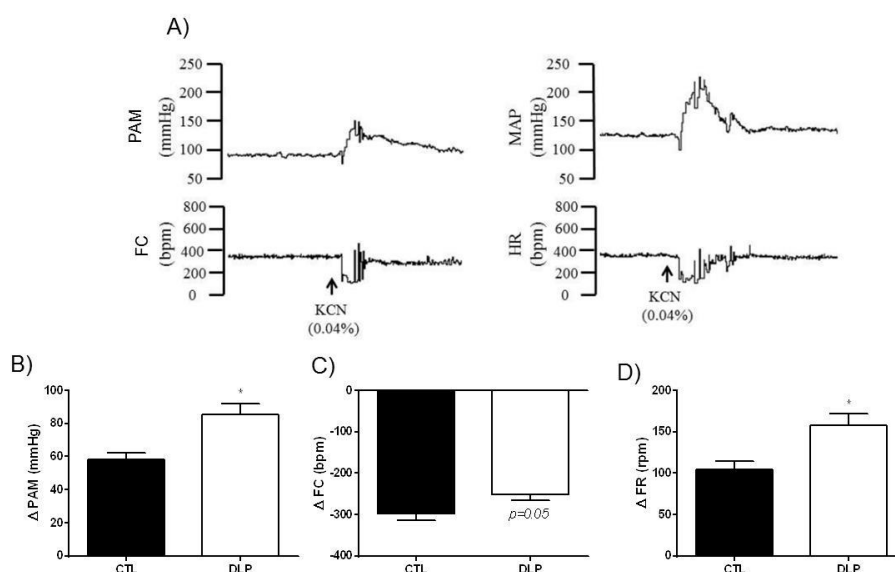 A)
PAM
(mmHg)
250
200
150
100
50
MAP
(mmHg)
250
200
150
100
50
FC
(bpm)
800
600
400
200
0
KCN
(0.04%)
HR
(bpm)
800
600
400
200
0
KCN
(0.04%)
B)
Δ PAM (mmHg)
100
80
60
40
20
0
*
CTL DLP
C)
Δ FC (bpm)
0
-100
-200
-300
-400
p=0.05
CTL DLP
D)
Δ FR (rpm)
200
150
100
50
0
*
CTL DLP